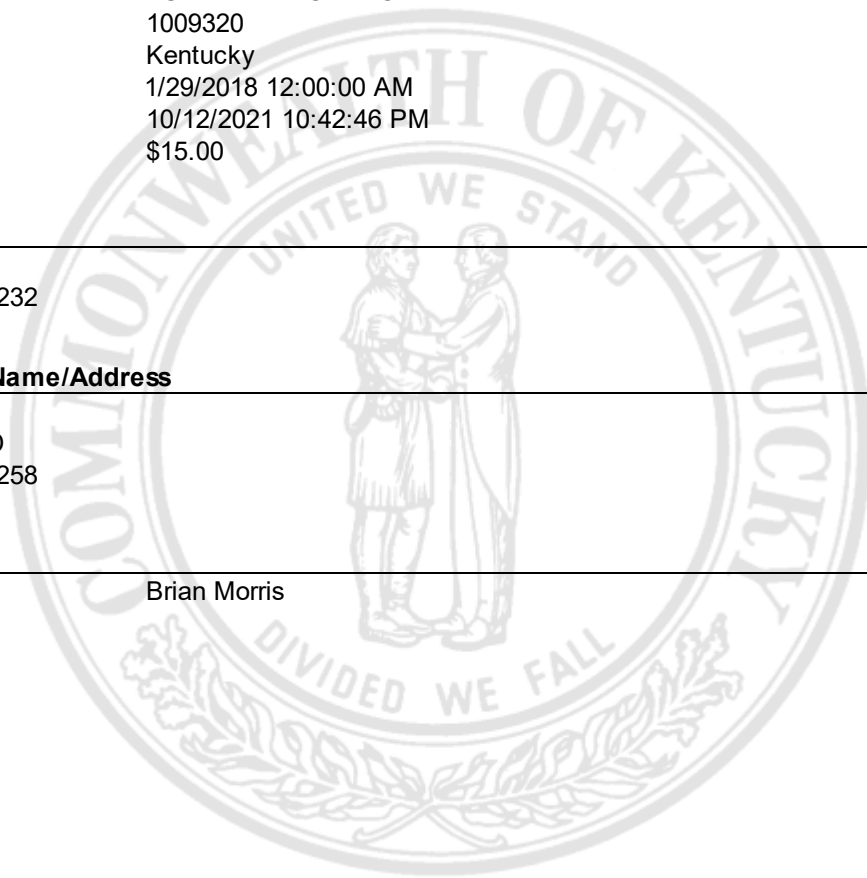 1009320
Kentucky
1/29/2018 12:00:00 AM
10/12/2021 10:42:46 PM
$15.00
COMMONWEALTH OF KENTUCKY
UNITED WE STAND
232
Name/Address
258
Brian Morris
DIVIDED WE FALL